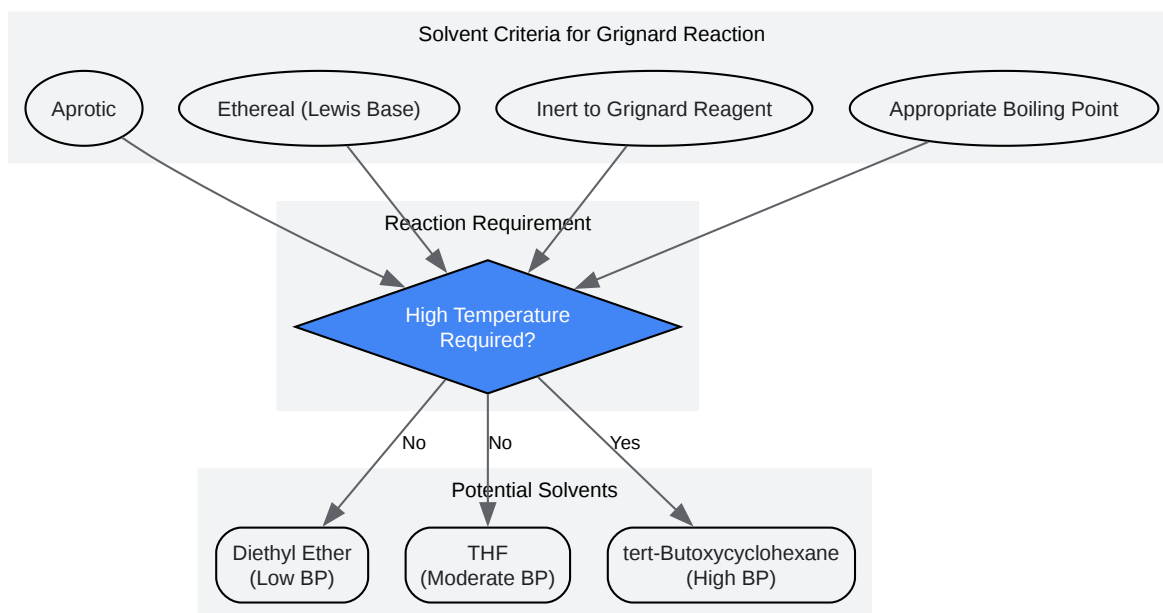 Solvent Criteria for Grignard Reaction
Aprotic
Ethereal (Lewis Base)
Inert to Grignard Reagent
Appropriate Boiling Point
Reaction Requirement
High Temperature
Required?
No
No
Yes
Potential Solvents
Diethyl Ether
(Low BP)
THF
(Moderate BP)
tert-Butoxycyclohexane
(High BP)